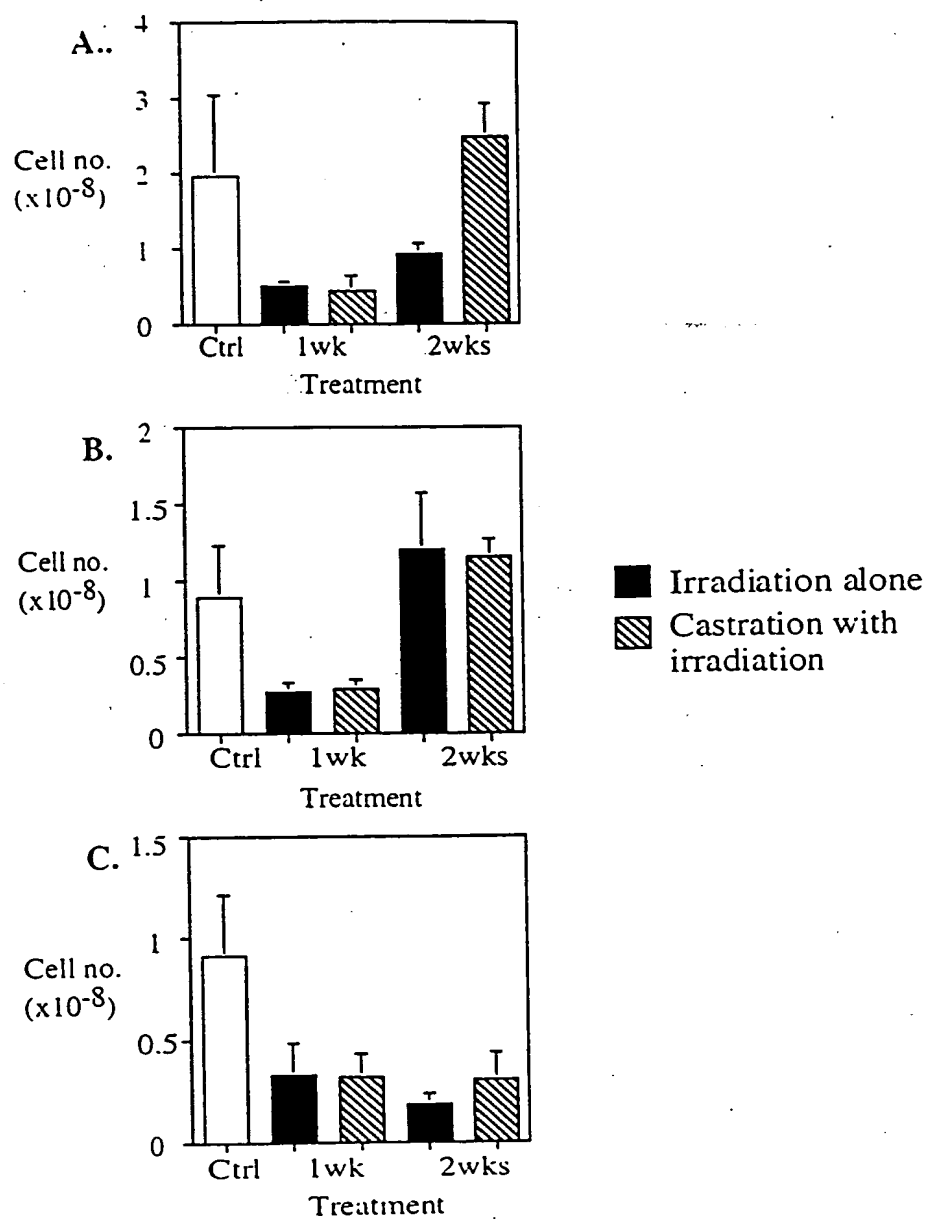 A..
4
3
2
1
0
Cell no.
(x10-8)
Ctrl 1wk 2wks
Treatment
B.
2
1.5
1
0.5
0
Cell no.
(x10-8)
Ctrl 1wk 2wks
Treatment
Irradiation alone
Castration with
irradiation
C.
1.5
1
0.5
0
Cell no.
(x10-8)
Ctrl 1wk 2wks
Treatment